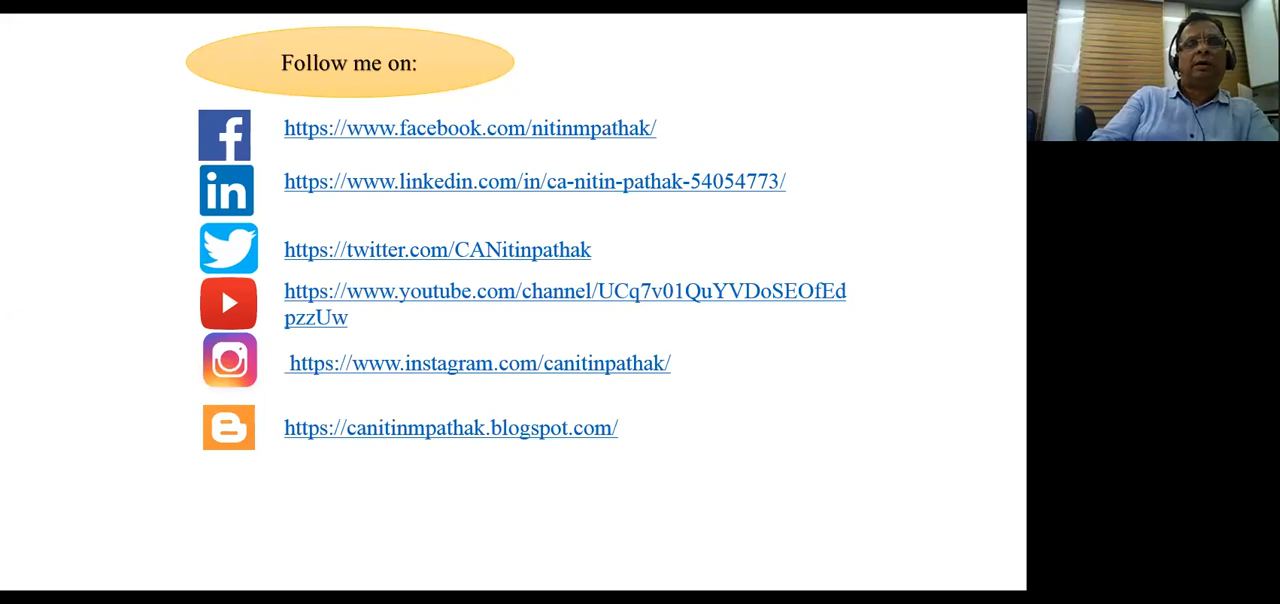 Follow me on:
https://www.facebook.com/nitinmpathak/
https://www.linkedin.com/in/ca-nitin-pathak-54054773/
https://twitter.com/CANitinpathak
https://www.youtube.com/channel/UCq7v01QuYVDoSEOfEd
pzzUw
https://www.instagram.com/canitinpathak/
https://canitinmpathak.blogspot.com/